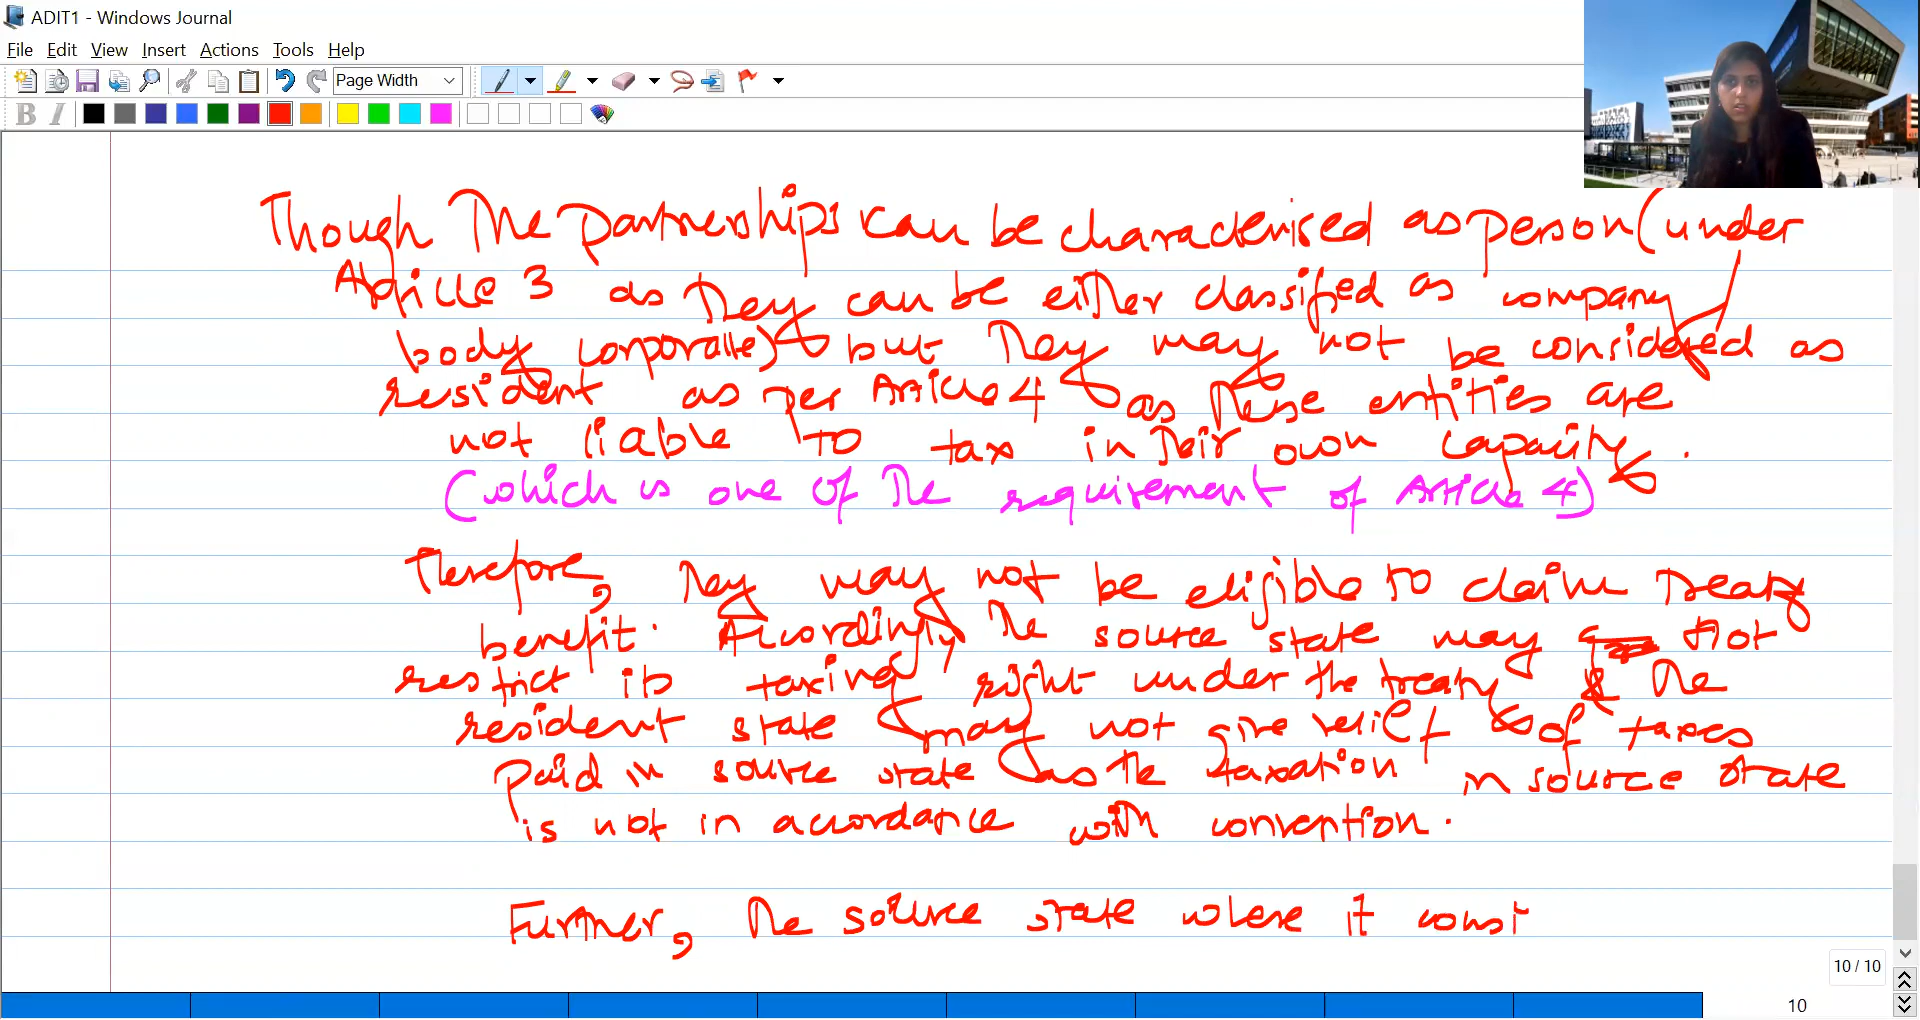 ADIT1 - Windows Journal
File Edit View Insert Actions Tools Help
Page Width
B I
Though the partnerships can be characterised as person (under
Article 3 as they can be either classified as company
body corporate) but they may not be considered as
resident as per Article 4 as these entities are
not liable to tax in their own capacity.
(which is one of the requirement of Article 4)
Therefore, they may not be eligible to claim treaty
benefit. Accordingly, the source state may not
restrict its taxing right under the treaty & the
resident state may not give relief of taxes
paid in source state as the taxation in source state
is not in accordance with convention.
Further, the source state where it consi
10 / 10
10